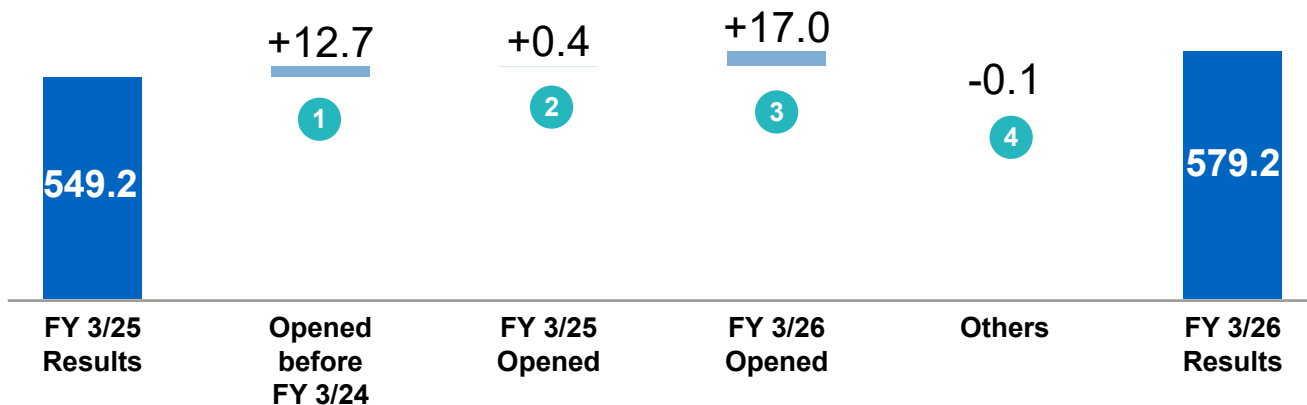 +12.7
+0.4
+17.0
-0.1
1
2
3
4
549.2
579.2
FY 3/25
Results
Opened
before
FY 3/24
FY 3/25
Opened
FY 3/26
Opened
Others
FY 3/26
Results